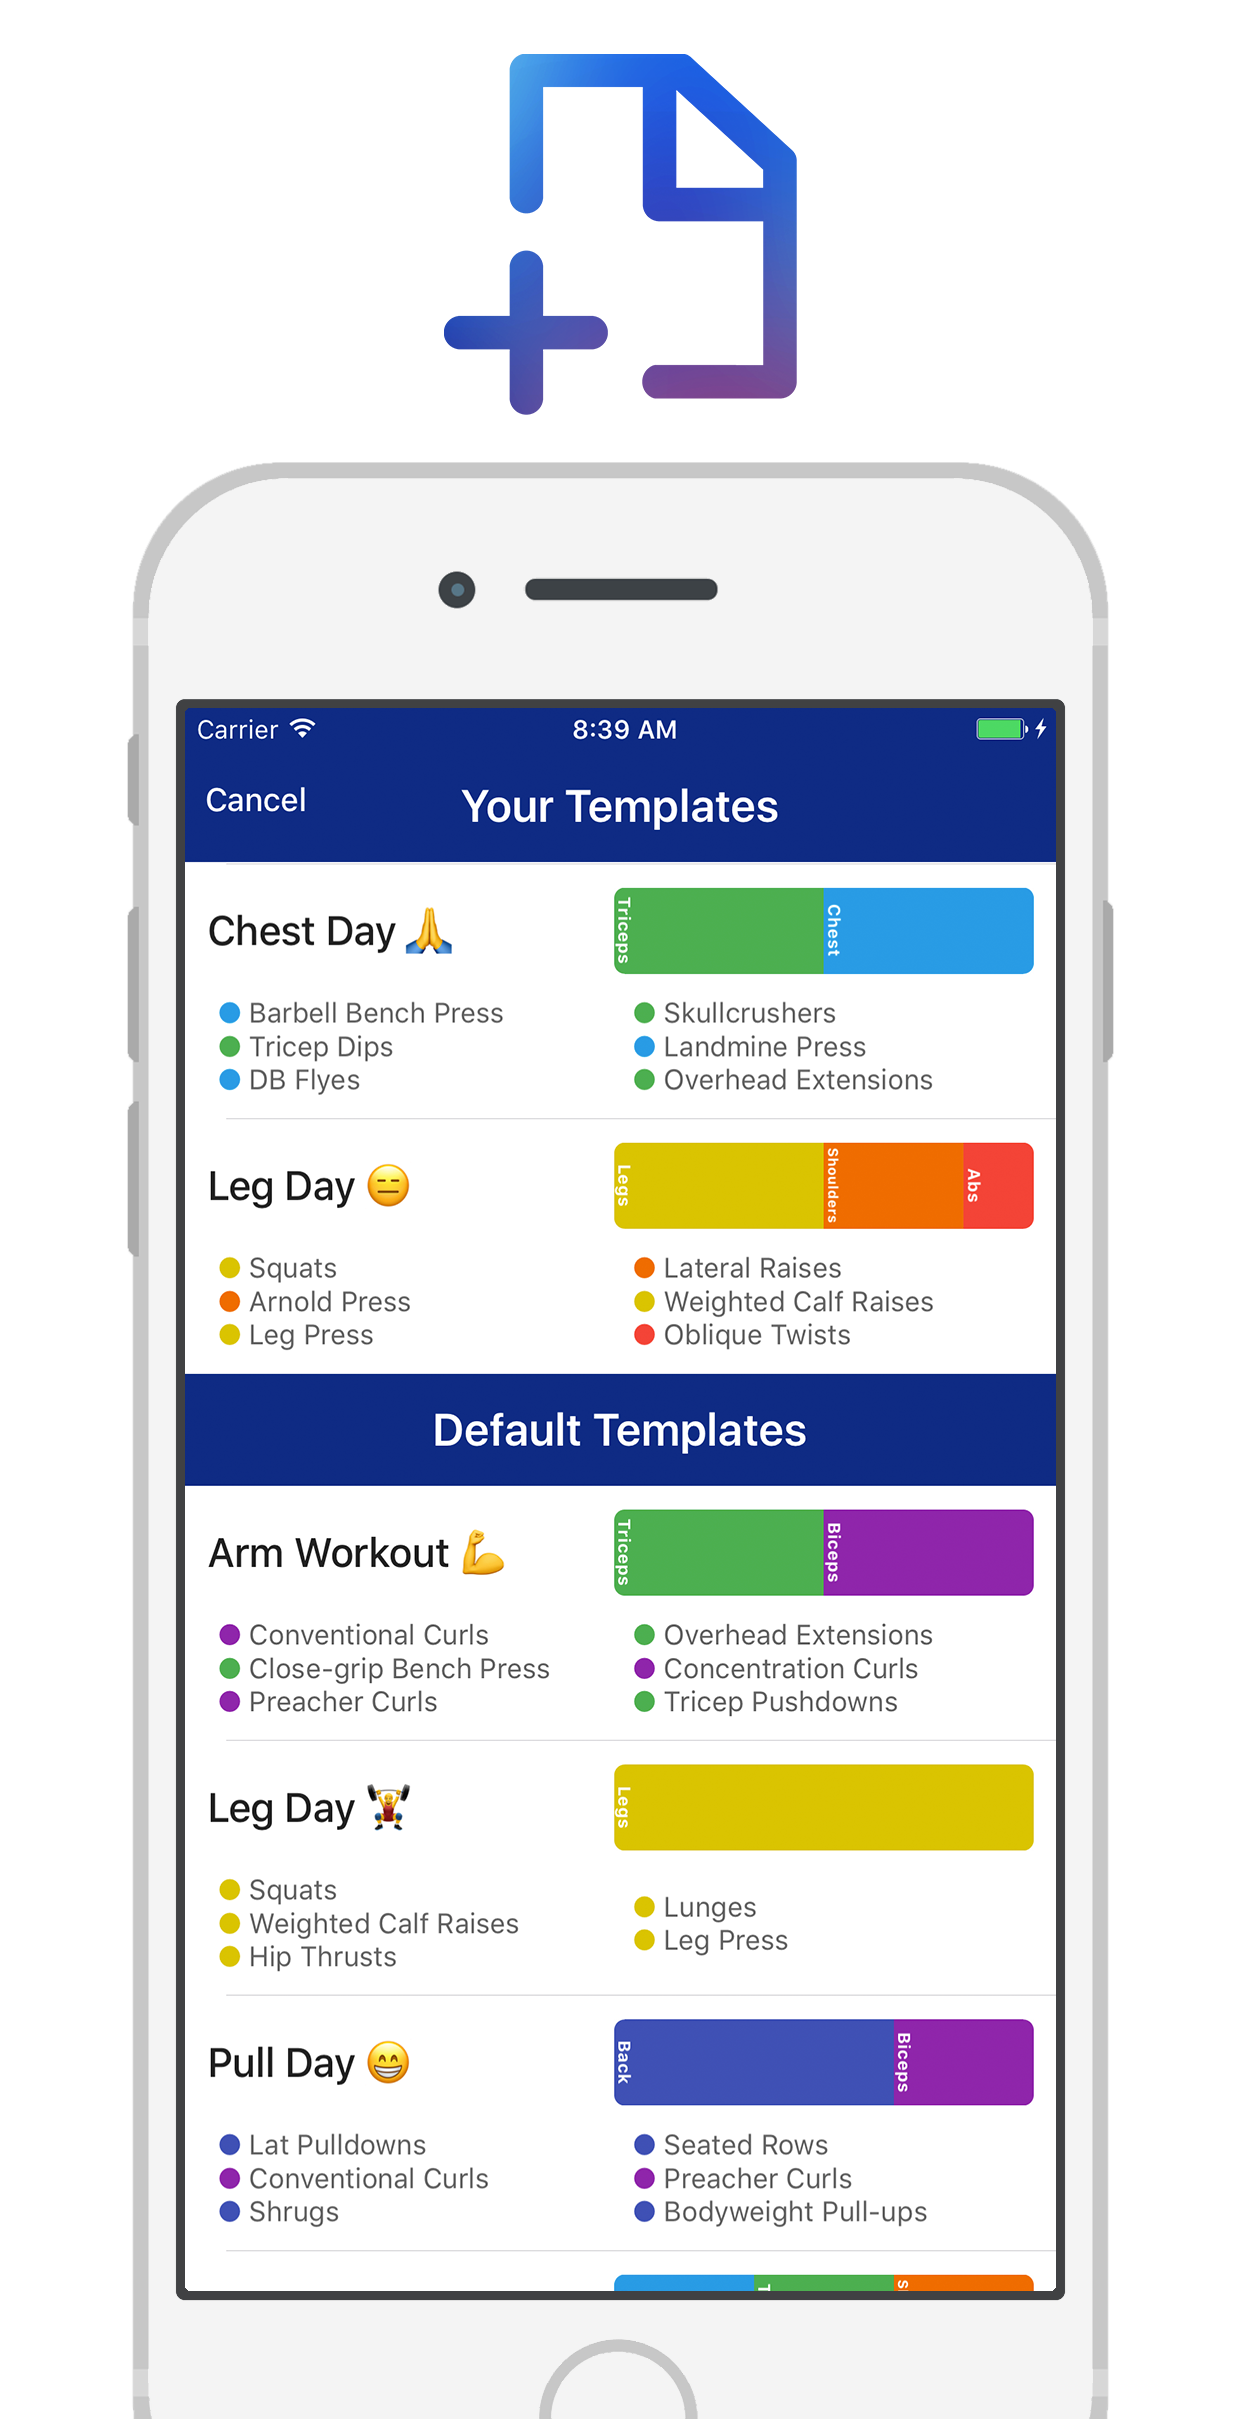 Carrier
8:39 AM
Cancel
Your Templates
Chest Day 🙏
Triceps
Chest
Barbell Bench Press
Tricep Dips
DB Flyes
Skullcrushers
Landmine Press
Overhead Extensions
Leg Day 😑
Legs
Shoulders
Abs
Squats
Arnold Press
Leg Press
Lateral Raises
Weighted Calf Raises
Oblique Twists
Default Templates
Arm Workout 💪
Triceps
Biceps
Conventional Curls
Close-grip Bench Press
Preacher Curls
Overhead Extensions
Concentration Curls
Tricep Pushdowns
Leg Day 🏋️
Legs
Squats
Weighted Calf Raises
Hip Thrusts
Lunges
Leg Press
Pull Day 😁
Back
Biceps
Lat Pulldowns
Conventional Curls
Shrugs
Seated Rows
Preacher Curls
Bodyweight Pull-ups